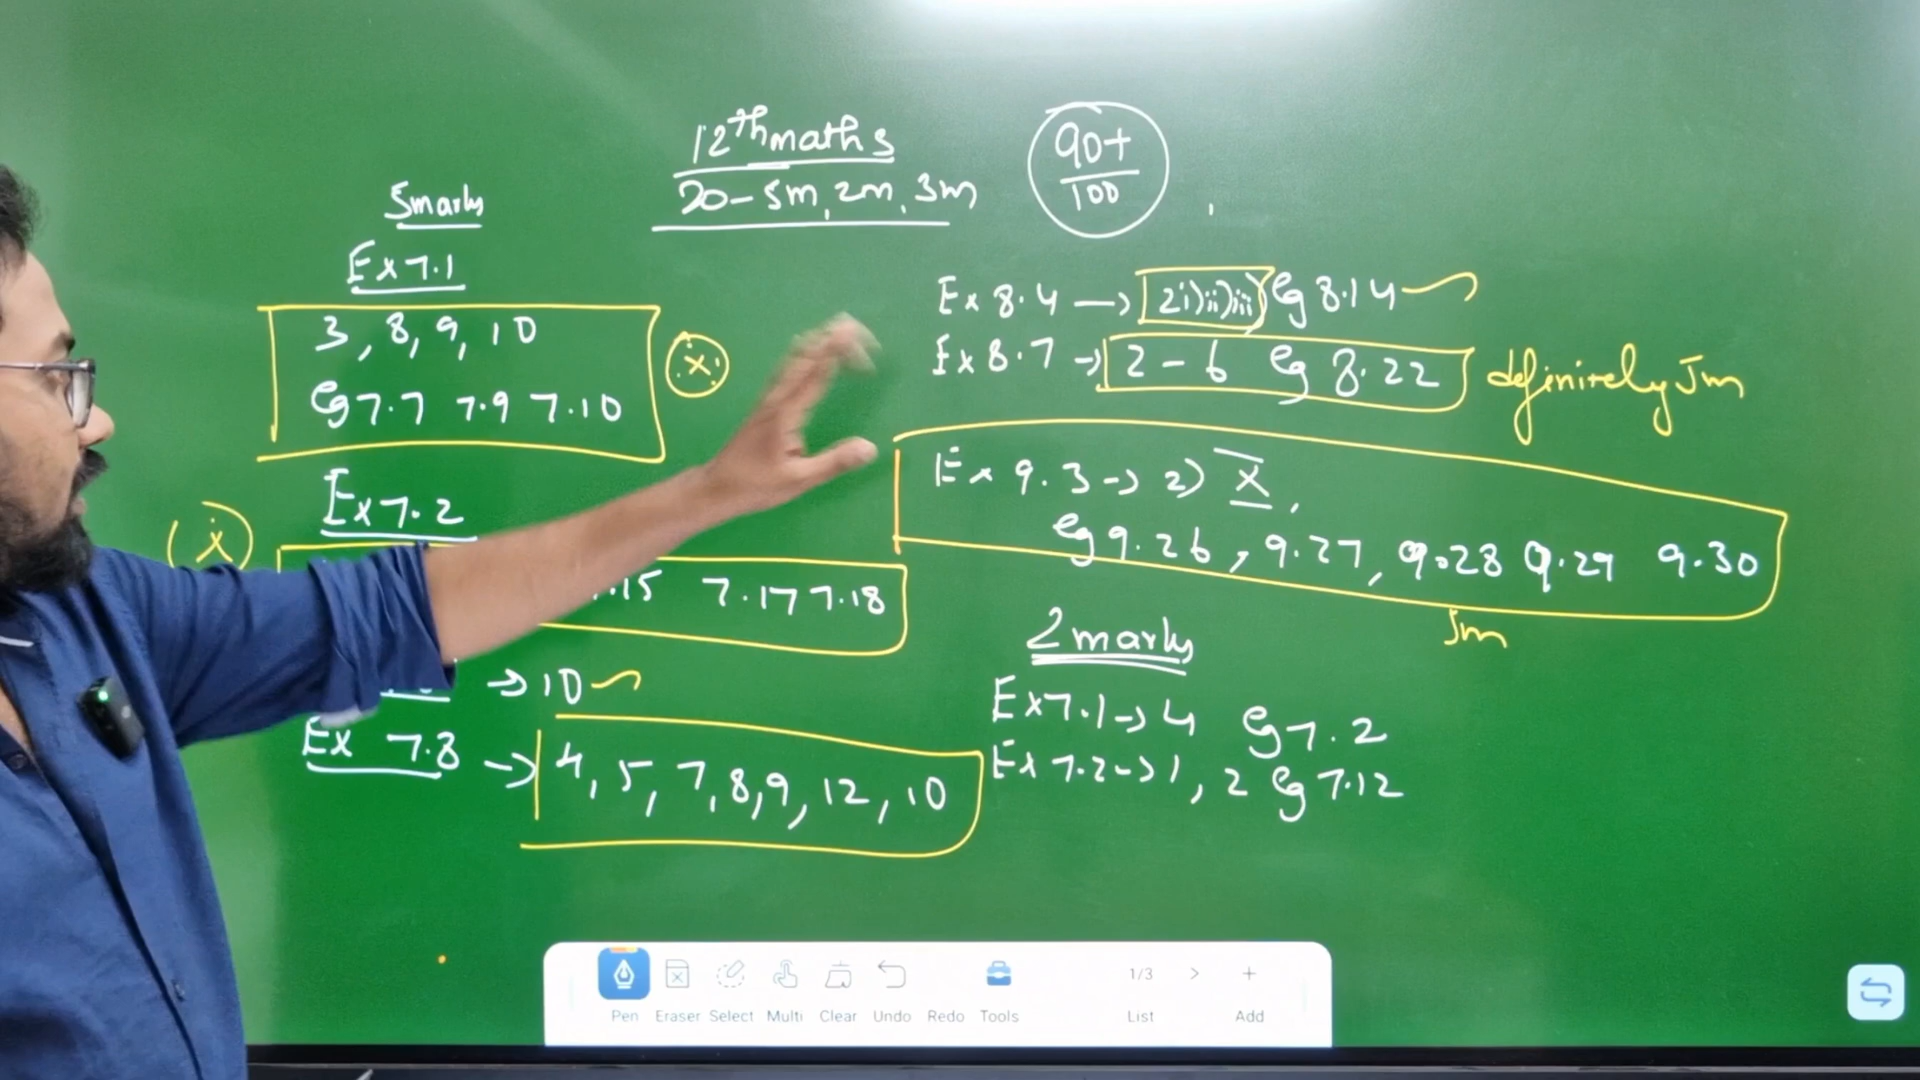 12th maths
20 - 5m, 2m, 3m
90+
100
5 marks
Ex 7.1
3, 8, 9, 10
Eg 7.7 7.9 7.10
Ex 7.2
.15 7.17 7.18
→ 10
Ex 7.8 → 4, 5, 7, 8, 9, 12, 10
Ex 8.4 → 2i) ii) iii) Eg 8.14
Ex 8.7 → 2 - 6 Eg 8.22 definitely 5m
Ex 9.3 → 2) X,
Eg 9.26, 9.27, 9.28 9.29 9.30
5m
2 marks
Ex 7.1 → 4 Eg 7.2
Ex 7.2 → 1, 2 Eg 7.12
Pen Eraser Select Multi Clear Undo Redo Tools
1/3 > +
List Add